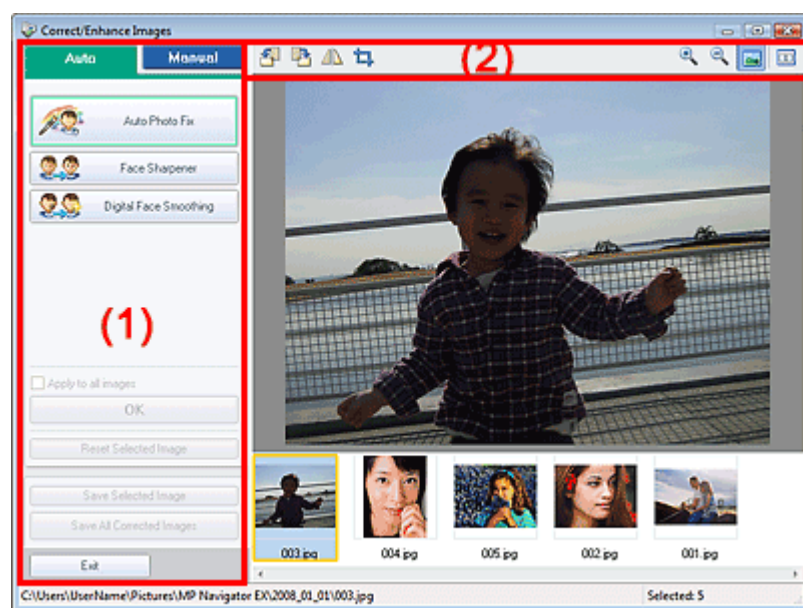 Correct/Enhance Images
Auto
Manual
(2)
Auto Photo Fix
Face Sharpener
Digital Face Smoothing
(1)
Apply to all images
OK
Reset Selected Image
Save Selected Image
Save All Corrected Images
Exit
003.jpg
004.jpg
005.jpg
002.jpg
001.jpg
C:\Users\UserName\Pictures\MP Navigator EX\2008_01_01\003.jpg
Selected: 5